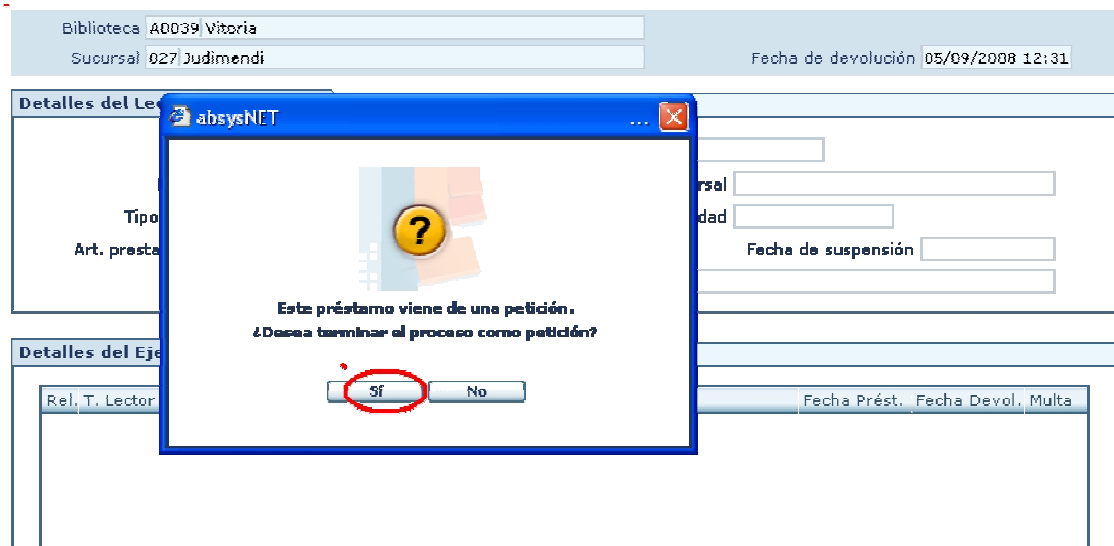 Biblioteca A0039 Vitoria
Sucursal 027 Judimendi
Fecha de devolución 05/09/2008 12:31
Detalles del Le
absysNET ...
rsal
Tipo
dad
Art. presta
Fecha de suspensión
Este préstamo viene de una petición.
¿Desea terminar el proceso como petición?
Sí No
Detalles del Eje
Rel. T. Lector Fecha Prést. Fecha Devol. Multa